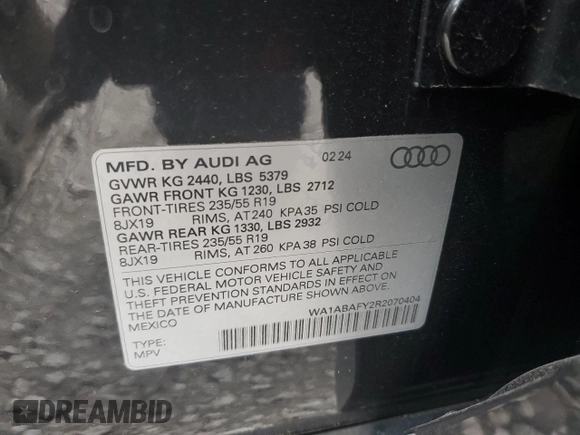 MFD. BY AUDI AG 02 24
GVWR KG 2440, LBS 5379
GAWR FRONT KG 1230, LBS 2712
FRONT-TIRES 235/55 R19
8JX19 RIMS, AT 240 KPA 35 PSI COLD
GAWR REAR KG 1330, LBS 2932
REAR-TIRES 235/55 R19
8JX19 RIMS, AT 260 KPA 38 PSI COLD
THIS VEHICLE CONFORMS TO ALL APPLICABLE
U.S. FEDERAL MOTOR VEHICLE SAFETY AND
THEFT PREVENTION STANDARDS IN EFFECT ON
THE DATE OF MANUFACTURE SHOWN ABOVE.
MEXICO
WA1ABAFY2R2070404
TYPE:
MPV
DREAMBID